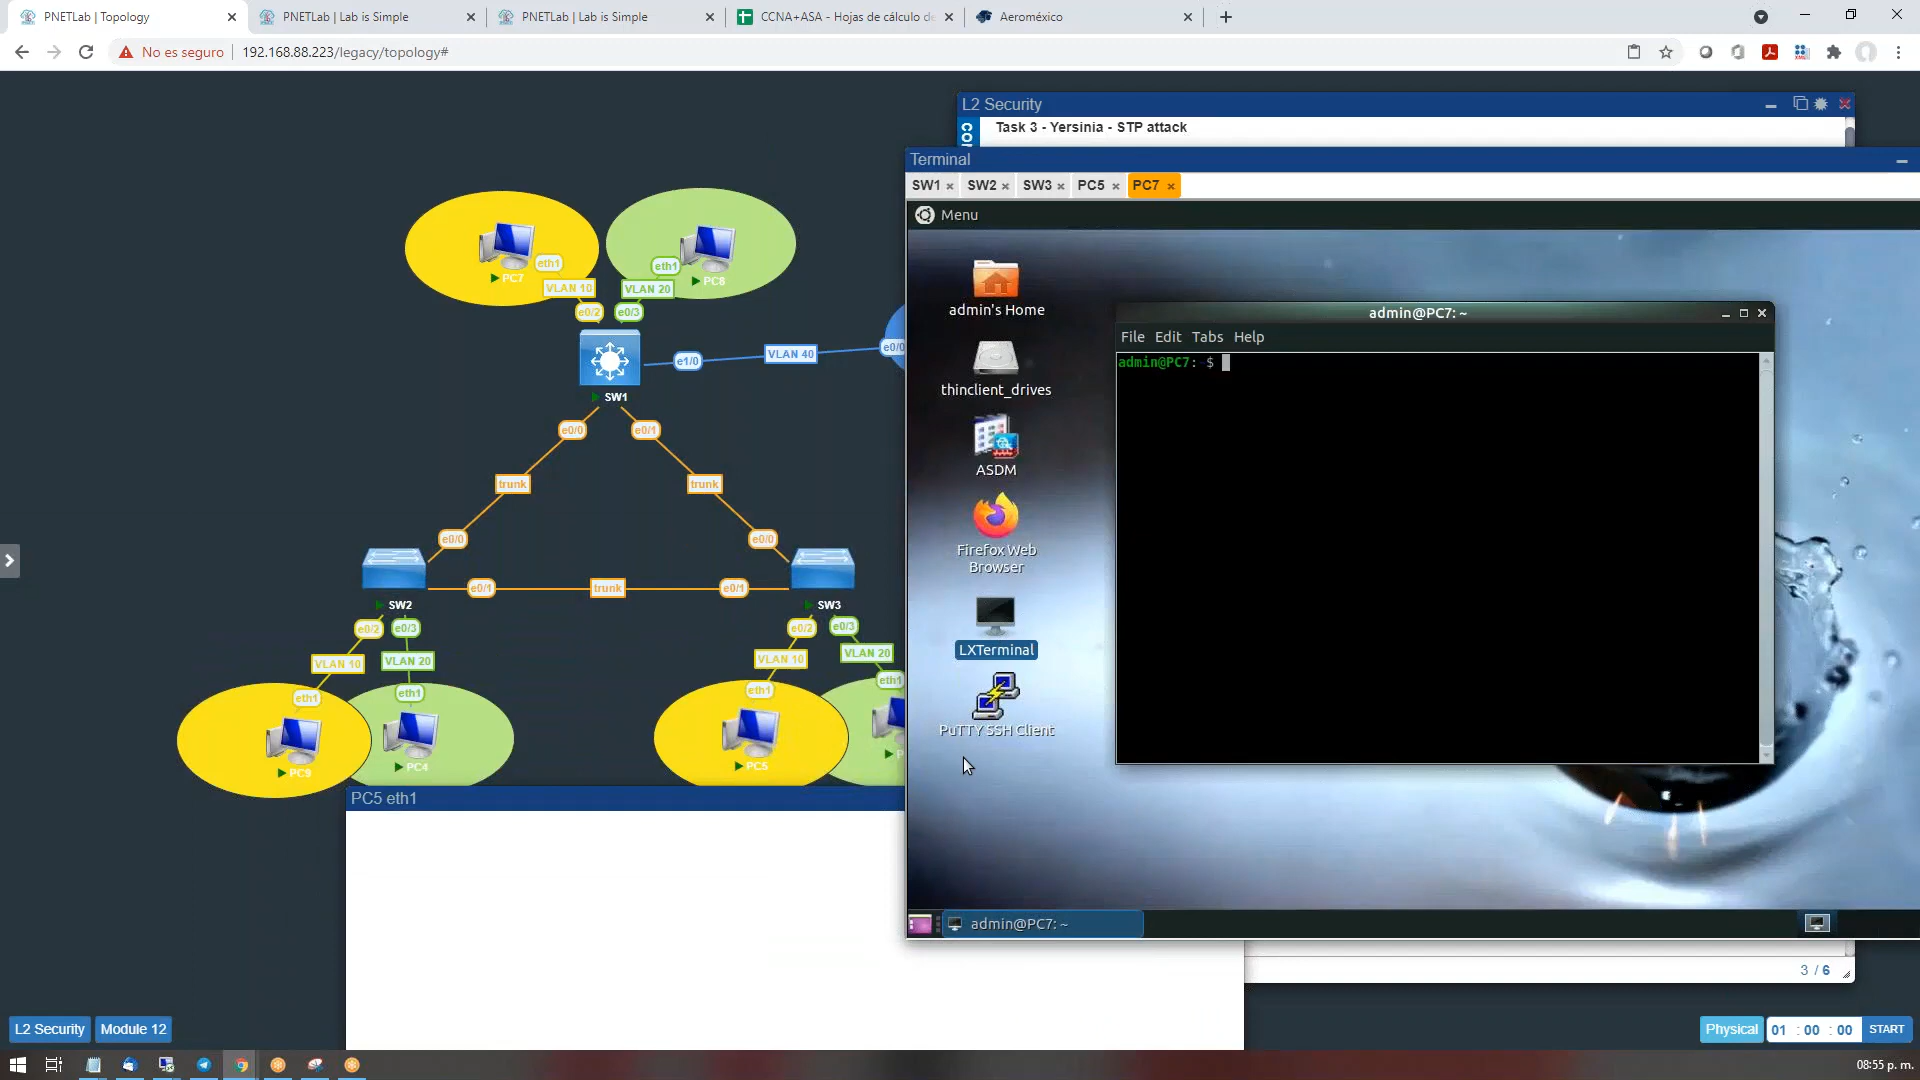 PNETLab | Topology
PNETLab | Lab is Simple
PNETLab | Lab is Simple
CCNA+ASA - Hojas de cálculo de
Aeroméxico
No es seguro
192.168.88.223/legacy/topology#
L2 Security
Task 3 - Yersinia - STP attack
Terminal
SW1
SW2
SW3
PC5
PC7
Menu
admin's Home
thinclient_drives
ASDM
Firefox Web
Browser
LXTerminal
PuTTY SSH Client
admin@PC7: ~
File Edit Tabs Help
admin@PC7: $
admin@PC7: ~
eth1
PC7
VLAN 10
e0/2
eth1
PC8
VLAN 20
e0/3
SW1
e1/0
VLAN 40
e0/0
e0/0
e0/1
trunk
trunk
e0/0
e0/0
SW2
e0/1
trunk
e0/1
SW3
e0/2
e0/3
VLAN 10
VLAN 20
eth1
eth1
PC9
PC4
e0/2
e0/3
VLAN 10
VLAN 20
eth1
eth1
PC5
P
PC5 eth1
3 / 6
L2 Security
Module 12
Physical
01 : 00 : 00
START
08:55 p. m.